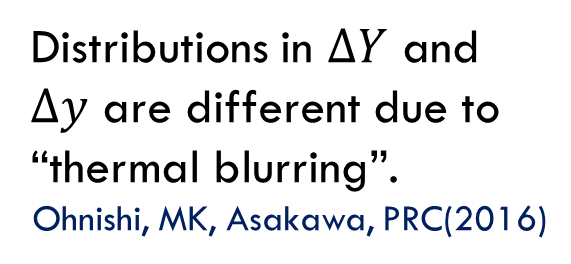 Distributions in Δ𝑌 and
Δ𝑦 are different due to
“thermal blurring”.
Ohnishi, MK, Asakawa, PRC(2016)